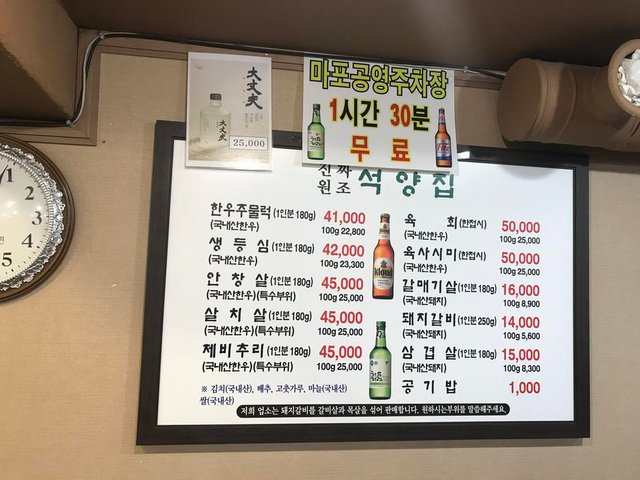 大丈夫
大丈夫
25,000
마포공영주차장
1시간 30분
무료
진짜
원조
석양집
한우주물럭(1인분 180g) 41,000
(국내산한우) 100g 22,800
생등심(1인분 180g) 42,000
(국내산한우) 100g 23,300
안창살(1인분 180g) 45,000
(국내산한우)(특수부위) 100g 25,000
살치살(1인분 180g) 45,000
(국내산한우)(특수부위) 100g 25,000
제비추리(1인분 180g) 45,000
(국내산한우)(특수부위) 100g 25,000
Kloud
육회(한접시) 50,000
(국내산한우) 100g 25,000
육사시미(한접시) 50,000
(국내산한우) 100g 25,000
갈매기살(1인분 180g) 16,000
(국내산돼지) 100g 8,900
돼지갈비(1인분 250g) 14,000
(국내산돼지) 100g 5,600
삼겹살(1인분 180g) 15,000
(국내산돼지) 100g 8,300
공기밥 1,000
※ 김치(국내산), 배추, 고춧가루, 마늘(국내산)
쌀(국내산)
저희 업소는 돼지갈비를 갈비살과 목살을 섞어 판매합니다. 원하시는부위를 말씀해주세요.